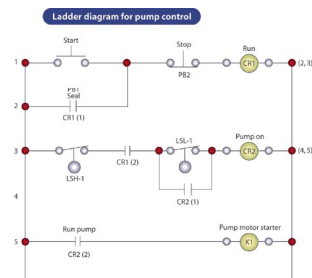 Ladder diagram for pump control
Start
Stop
Run
1
CR1
(2, 3)
PB2
PB1
Seal
2
CR1 (1)
LSL-1
Pump on
3
CR2
(4, 5)
LSH-1
CR1 (2)
4
CR2 (1)
Run pump
Pump motor starter
5
K1
CR2 (2)